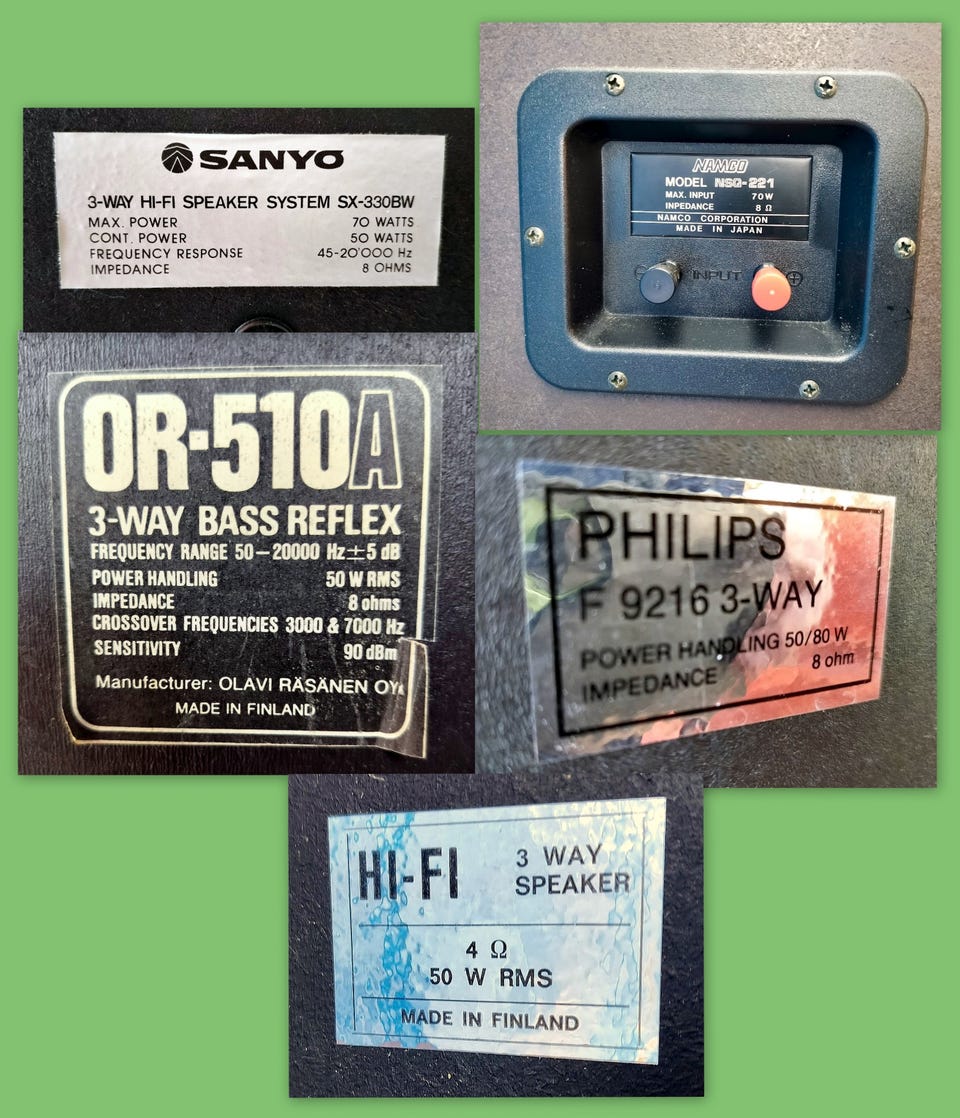 SANYO
3-WAY HI-FI SPEAKER SYSTEM SX-330BW
MAX. POWER 70 WATTS
CONT. POWER 50 WATTS
FREQUENCY RESPONSE 45-20'000 Hz
IMPEDANCE 8 OHMS
NAMCO
MODEL NSG-221
MAX. INPUT 70W
INPEDANCE 8 Ω
NAMCO CORPORATION
MADE IN JAPAN
- INPUT +
OR-510A
3-WAY BASS REFLEX
FREQUENCY RANGE 50-20000 Hz±5 dB
POWER HANDLING 50 W RMS
IMPEDANCE 8 ohms
CROSSOVER FREQUENCIES 3000 & 7000 Hz
SENSITIVITY 90 dBm
Manufacturer: OLAVI RÄSÄNEN OY
MADE IN FINLAND
PHILIPS
F 9216 3-WAY
POWER HANDLING 50/80 W
IMPEDANCE 8 ohm
HI-FI 3 WAY
SPEAKER
4 Ω
50 W RMS
MADE IN FINLAND